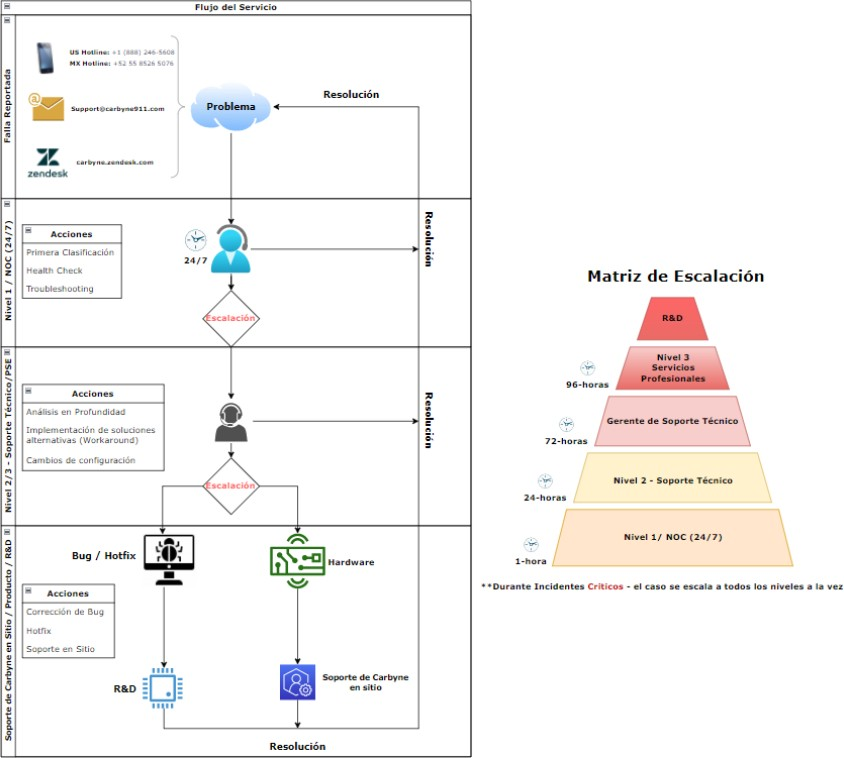 Flujo del Servicio
Falla Reportada
US Hotline: +1 (888) 246-5608
MX Hotline: +52 55 8526 5076
Support@carbyne911.com
zendesk
carbyne.zendesk.com
Problema
Resolución
Nivel 1 / NOC (24/7)
Acciones
Primera Clasificación
Health Check
Troubleshooting
24/7
Escalación
Resolución
Nivel 2/3 - Soporte Técnico/PSE
Acciones
Análisis en Profundidad
Implementación de soluciones
alternativas (Workaround)
Cambios de configuración
Escalación
Resolución
Soporte de Carbyne en Sitio / Producto / R&D
Bug / Hotfix
Hardware
Acciones
Corrección de Bug
Hotfix
Soporte en Sitio
R&D
Soporte de Carbyne
en sitio
Resolución
Matriz de Escalación
R&D
Nivel 3
Servicios
Profesionales
96-horas
Gerente de Soporte Técnico
72-horas
Nivel 2 - Soporte Técnico
24-horas
Nivel 1/ NOC (24/7)
1-hora
**Durante Incidentes Críticos - el caso se escala a todos los niveles a la vez